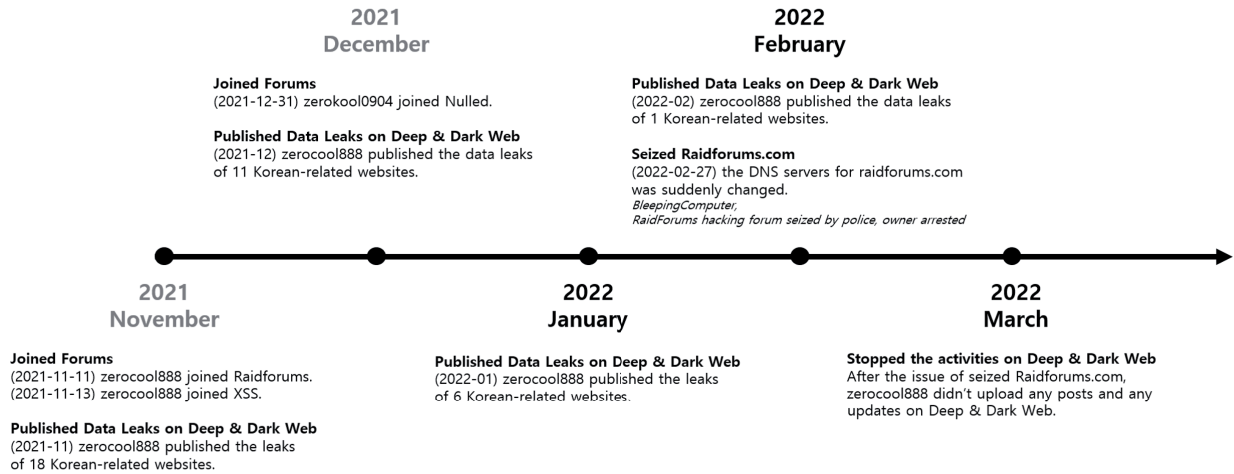 2021
December
Joined Forums
(2021-12-31) zerokool0904 joined Nulled.
Published Data Leaks on Deep & Dark Web
(2021-12) zerocool888 published the data leaks
of 11 Korean-related websites.
2022
February
Published Data Leaks on Deep & Dark Web
(2022-02) zerocool888 published the data leaks
of 1 Korean-related websites.
Seized Raidforums.com
(2022-02-27) the DNS servers for raidforums.com
was suddenly changed.
BleepingComputer,
RaidForums hacking forum seized by police, owner arrested
2021
November
Joined Forums
(2021-11-11) zerocool888 joined Raidforums.
(2021-11-13) zerocool888 joined XSS.
Published Data Leaks on Deep & Dark Web
(2021-11) zerocool888 published the leaks
of 18 Korean-related websites.
2022
January
Published Data Leaks on Deep & Dark Web
(2022-01) zerocool888 published the leaks
of 6 Korean-related websites.
2022
March
Stopped the activities on Deep & Dark Web
After the issue of seized Raidforums.com,
zerocool888 didn't upload any posts and any
updates on Deep & Dark Web.